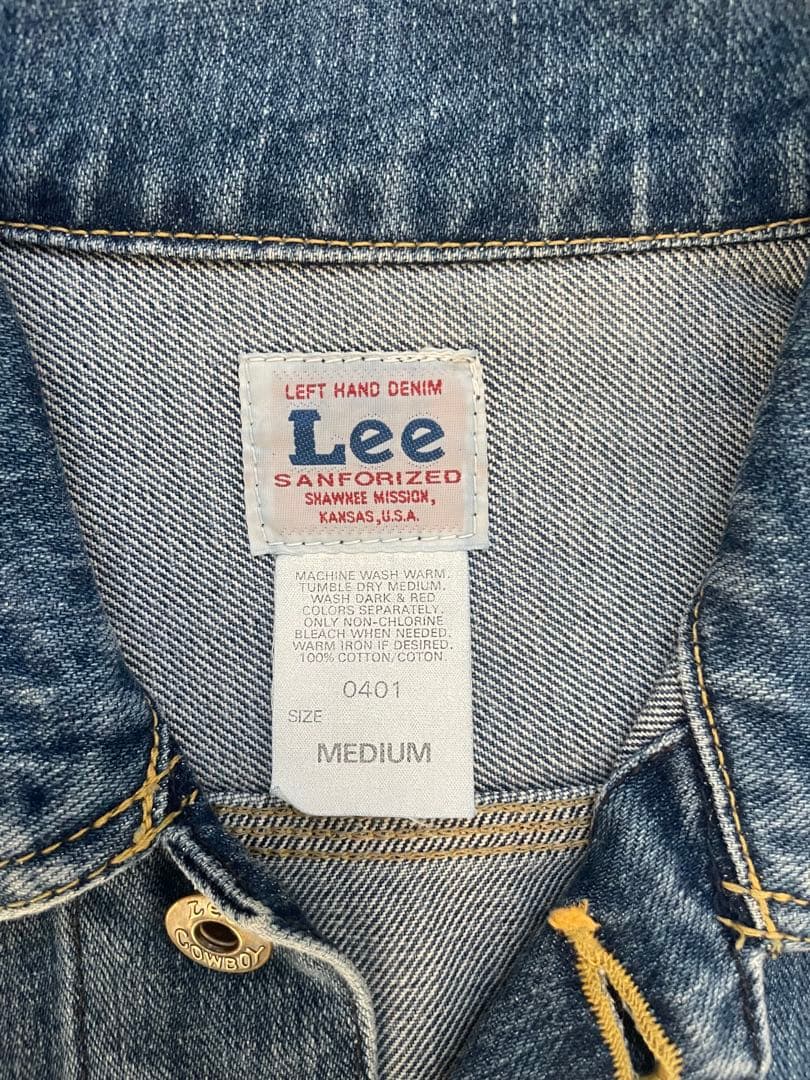 LEFT HAND DENIM
Lee
SANFORIZED
SHAWNEE MISSION,
KANSAS,U.S.A.
MACHINE WASH WARM.
TUMBLE DRY MEDIUM.
WASH DARK & RED
COLORS SEPARATELY.
ONLY NON-CHLORINE
BLEACH WHEN NEEDED.
WARM IRON IF DESIRED.
100% COTTON/COTON.
0401
SIZE
MEDIUM
COWBOY